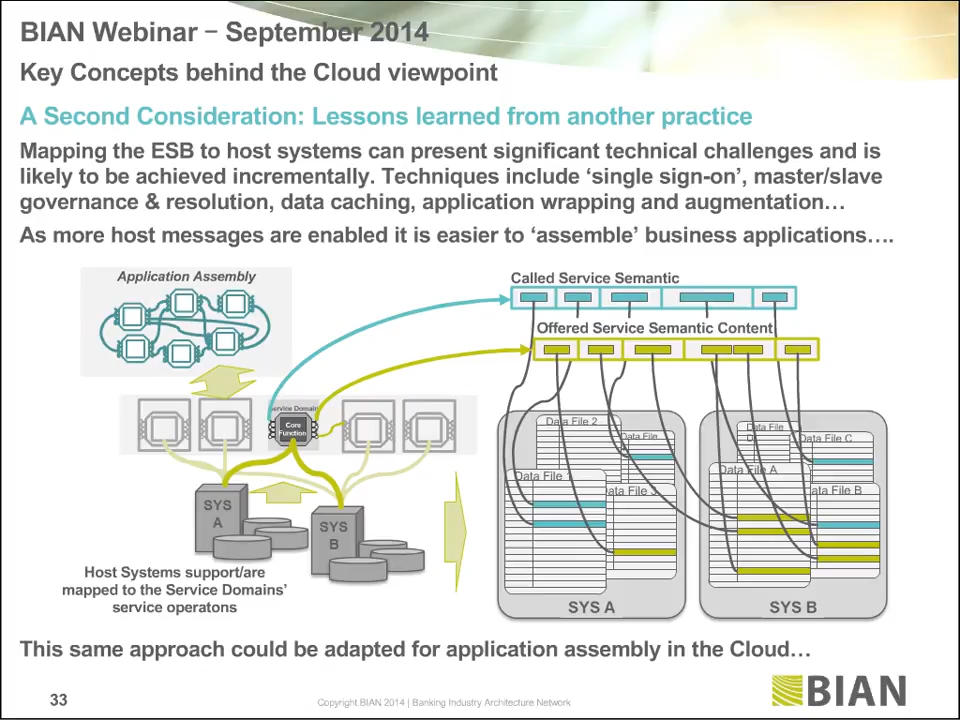 BIAN Webinar – September 2014
Key Concepts behind the Cloud viewpoint
A Second Consideration: Lessons learned from another practice
Mapping the ESB to host systems can present significant technical challenges and is
likely to be achieved incrementally. Techniques include ‘single sign-on’, master/slave
governance & resolution, data caching, application wrapping and augmentation…
As more host messages are enabled it is easier to ‘assemble’ business applications….
Application Assembly
Called Service Semantic
Offered Service Semantic Content
Service Domain
Core
Function
Data File 2
Data File
Data File
D
Data File C
Data File 1
Data File 3
Data File A
Data File B
SYS
A
SYS
B
Host Systems support/are
mapped to the Service Domains’
service operatons
SYS A
SYS B
This same approach could be adapted for application assembly in the Cloud…
33
Copyright BIAN 2014 | Banking Industry Architecture Network
BIAN